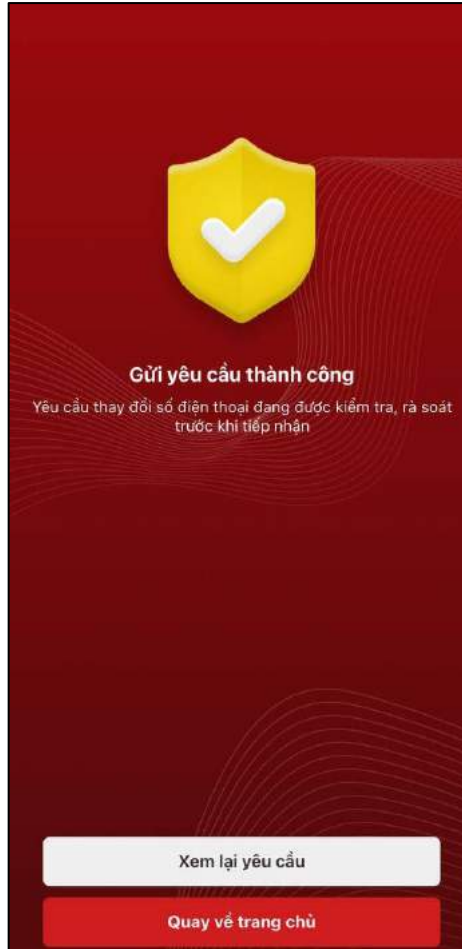 Gửi yêu cầu thành công
Yêu cầu thay đổi số điện thoại đang được kiểm tra, rà soát
trước khi tiếp nhận
Xem lại yêu cầu
Quay về trang chủ